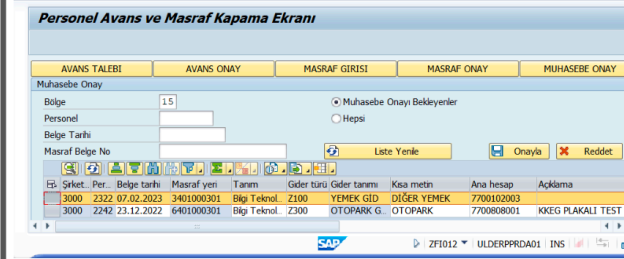 Personel Avans ve Masraf Kapama Ekranı
AVANS TALEBI AVANS ONAY MASRAF GIRISI MASRAF ONAY MUHASEBE ONAY
Muhasebe Onay
Bölge 15 Muhasebe Onayı Bekleyenler
Personel Hepsi
Belge Tarihi
Masraf Belge No Liste Yenile Onayla Reddet
Şirket... Per... Belge tarihi Masraf yeri Tanım Gider türü Gider tanımı Kısa metin Ana hesap Açıklama
3000 2322 07.02.2023 3401000301 Bilgi Teknol... Z100 YEMEK GİD DİĞER YEMEK 7700102003
3000 2242 23.12.2022 6401000301 Bilgi Teknol... Z300 OTOPARK G... OTOPARK 7700808001 KKEG PLAKALI TEST
SAP ZFI012 ULDERPPRDA01 INS